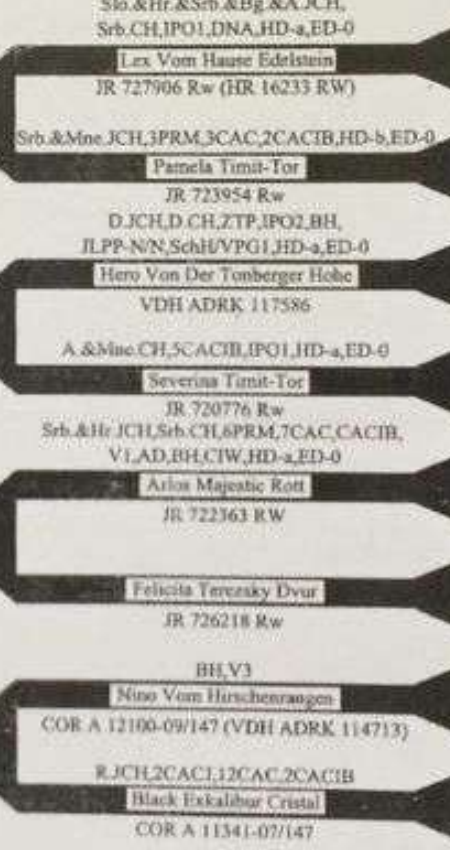 Slo.&Hr.&Srb.&Bg.&A.JCH,
Srb.CH,IPO1,DNA,HD-a,ED-0
Lex Vom Hause Edelstein
JR 727906 Rw (HR 16233 RW)
Srb.&Mne.JCH,3PRM,3CAC,2CACIB,HD-b,ED-0
Pamela Timit-Tor
JR 723954 Rw
D.JCH,D.CH,ZTP,IPO2,BH,
JLPP-N/N,SchH/VPG1,HD-a,ED-0
Hero Von Der Tonberger Hohe
VDH ADRK 117586
A.&Mne.CH,5CACIB,IPO1,HD-a,ED-0
Severina Timit-Tor
JR 720776 Rw
Srb.&Hr.JCH,Srb.CH,6PRM,7CAC,CACIB,
V1,AD,BH,CIW,HD-a,ED-0
Arlos Majestic Rott
JR 722363 RW
Felicita Terezsky Dvur
JR 726218 Rw
BH,V3
Nino Vom Hirschenrangen
COR A 12100-09/147 (VDH ADRK 114713)
R.JCH,2CACJ,12CAC,2CACIB
Black Exkalibur Cristal
COR A 11341-07/147